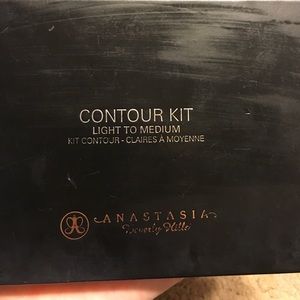 CONTOUR KIT
LIGHT TO MEDIUM
KIT CONTOUR - CLAIRES À MOYENNE
ANASTASIA
Beverly Hills